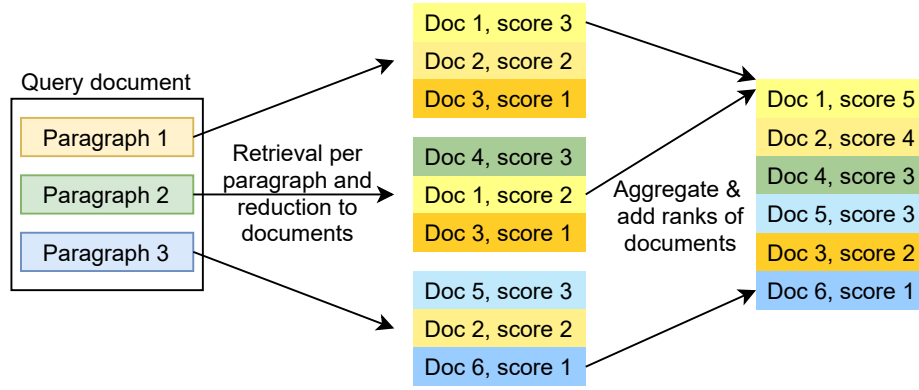 Query document
Paragraph 1
Paragraph 2
Paragraph 3
Retrieval per
paragraph and
reduction to
documents
Doc 1, score 3
Doc 2, score 2
Doc 3, score 1
Doc 4, score 3
Doc 1, score 2
Doc 3, score 1
Doc 5, score 3
Doc 2, score 2
Doc 6, score 1
Aggregate &
add ranks of
documents
Doc 1, score 5
Doc 2, score 4
Doc 4, score 3
Doc 5, score 3
Doc 3, score 2
Doc 6, score 1